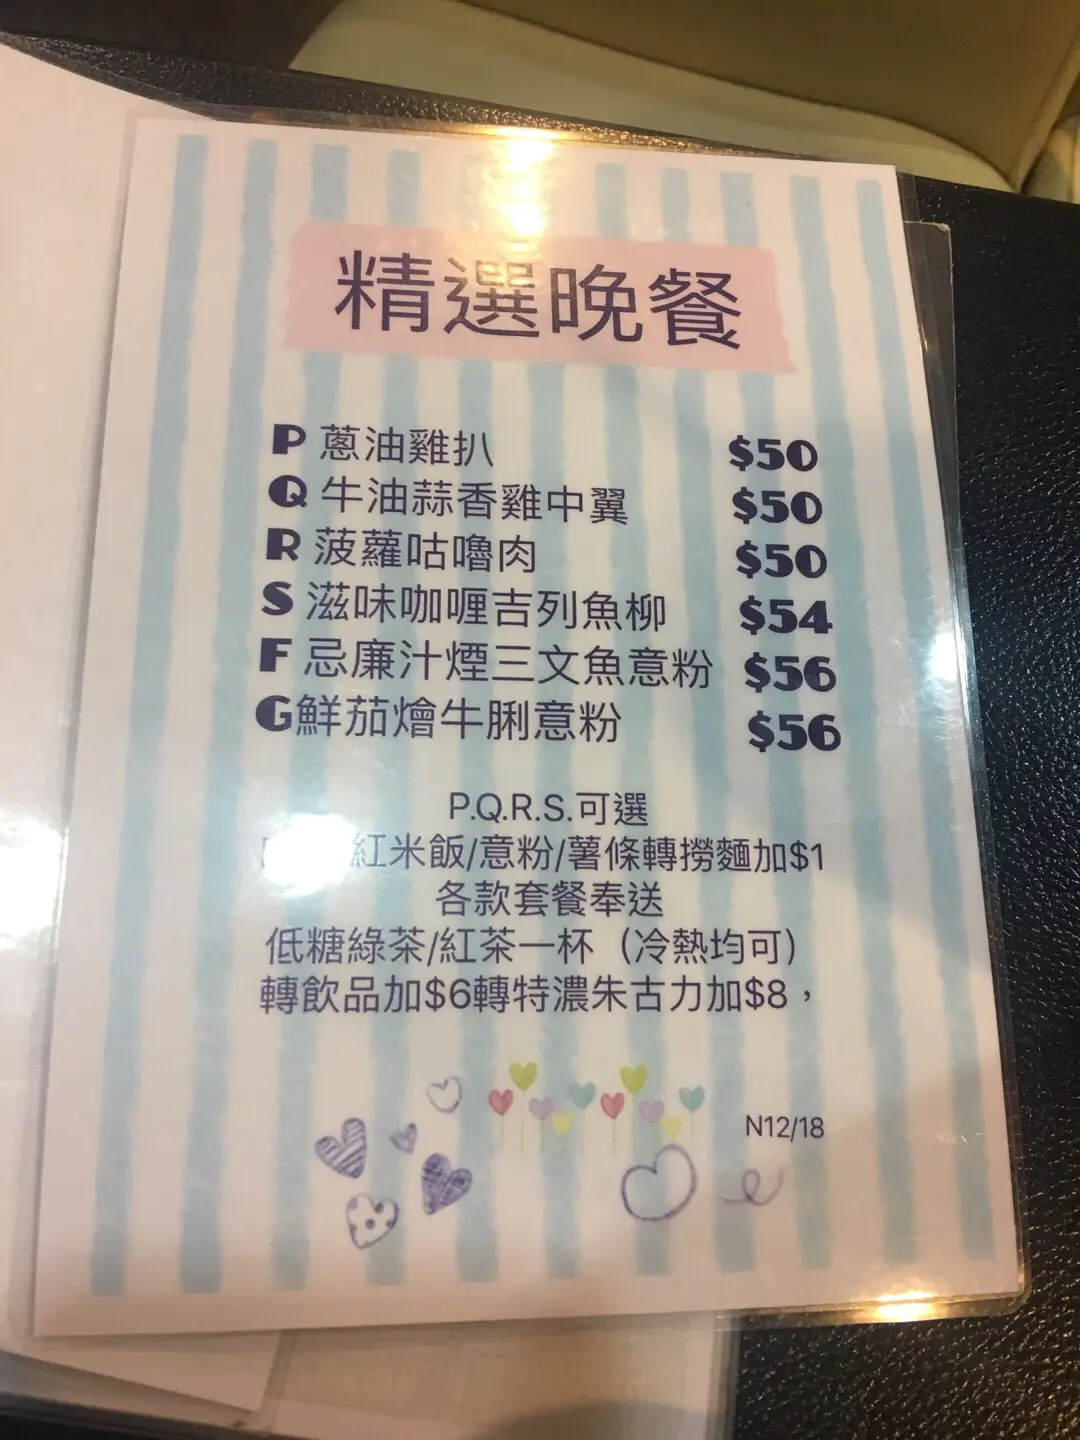 精選晚餐
P 蔥油雞扒 $50
Q 牛油蒜香雞中翼 $50
R 菠蘿咕嚕肉 $50
S 滋味咖喱吉列魚柳 $54
F 忌廉汁煙三文魚意粉 $56
G鮮茄燴牛脷意粉 $56
P.Q.R.S.可選
紅米飯/意粉/薯條轉撈麵加$1
各款套餐奉送
低糖綠茶/紅茶一杯（冷熱均可）
轉飲品加$6轉特濃朱古力加$8，
N12/18